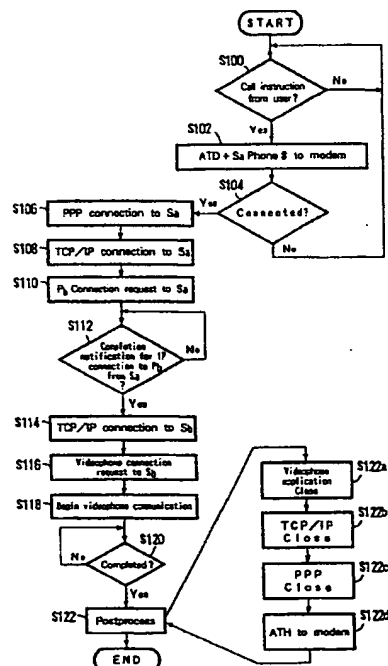 START
S100
Call instruction
from user?
No
Yes
S102
ATD + Sa Phone # to modem
S104
Connected?
Yes
No
S106
PPP connection to Sa
S108
TCP/IP connection to Sa
S110
Pb Connection request to Sa
S112
Completion
notification for IP
connection to Pb
from Sa
?
No
Yes
S114
TCP/IP connection to Sb
S116
Videophone connection
request to Sb
S118
Begin videophone communication
S120
Completed?
No
Yes
S122
Postprocess
END
S122a
Videophone
application
Close
S122b
TCP/IP
Close
S122c
PPP
Close
S122d
ATH to modem